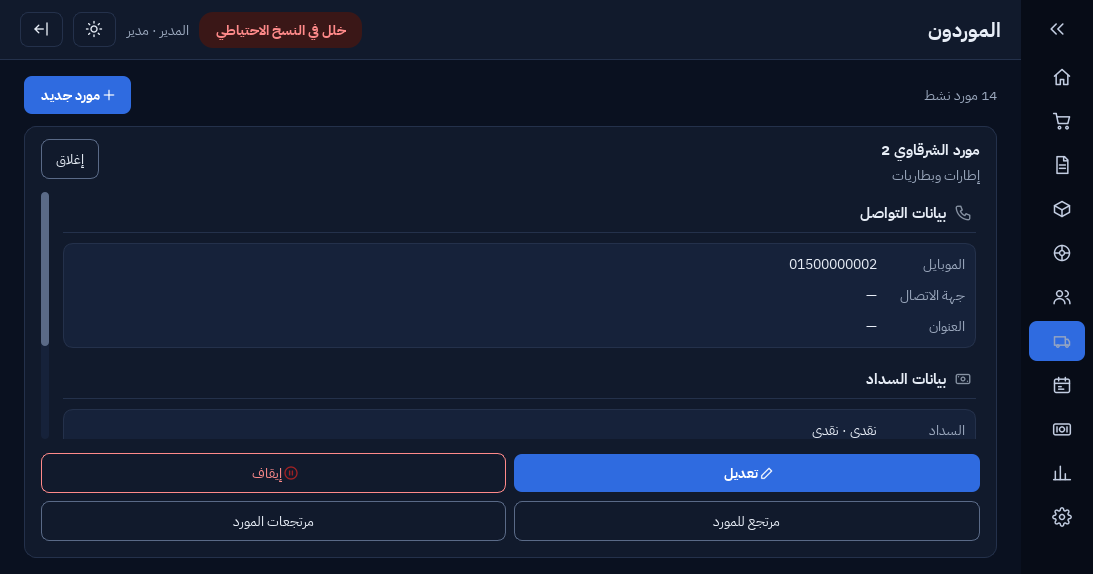 الموردون
خلل في النسخ الاحتياطي
المدير · مدير
14 مورد نشط
مورد جديد
مورد الشرقاوي 2
إطارات وبطاريات
إغلاق
بيانات التواصل
الموبايل 01500000002
جهة الاتصال —
العنوان —
بيانات السداد
السداد نقدي · نقدي
تعديل
إيقاف
مرتجع للمورد
مرتجعات المورد